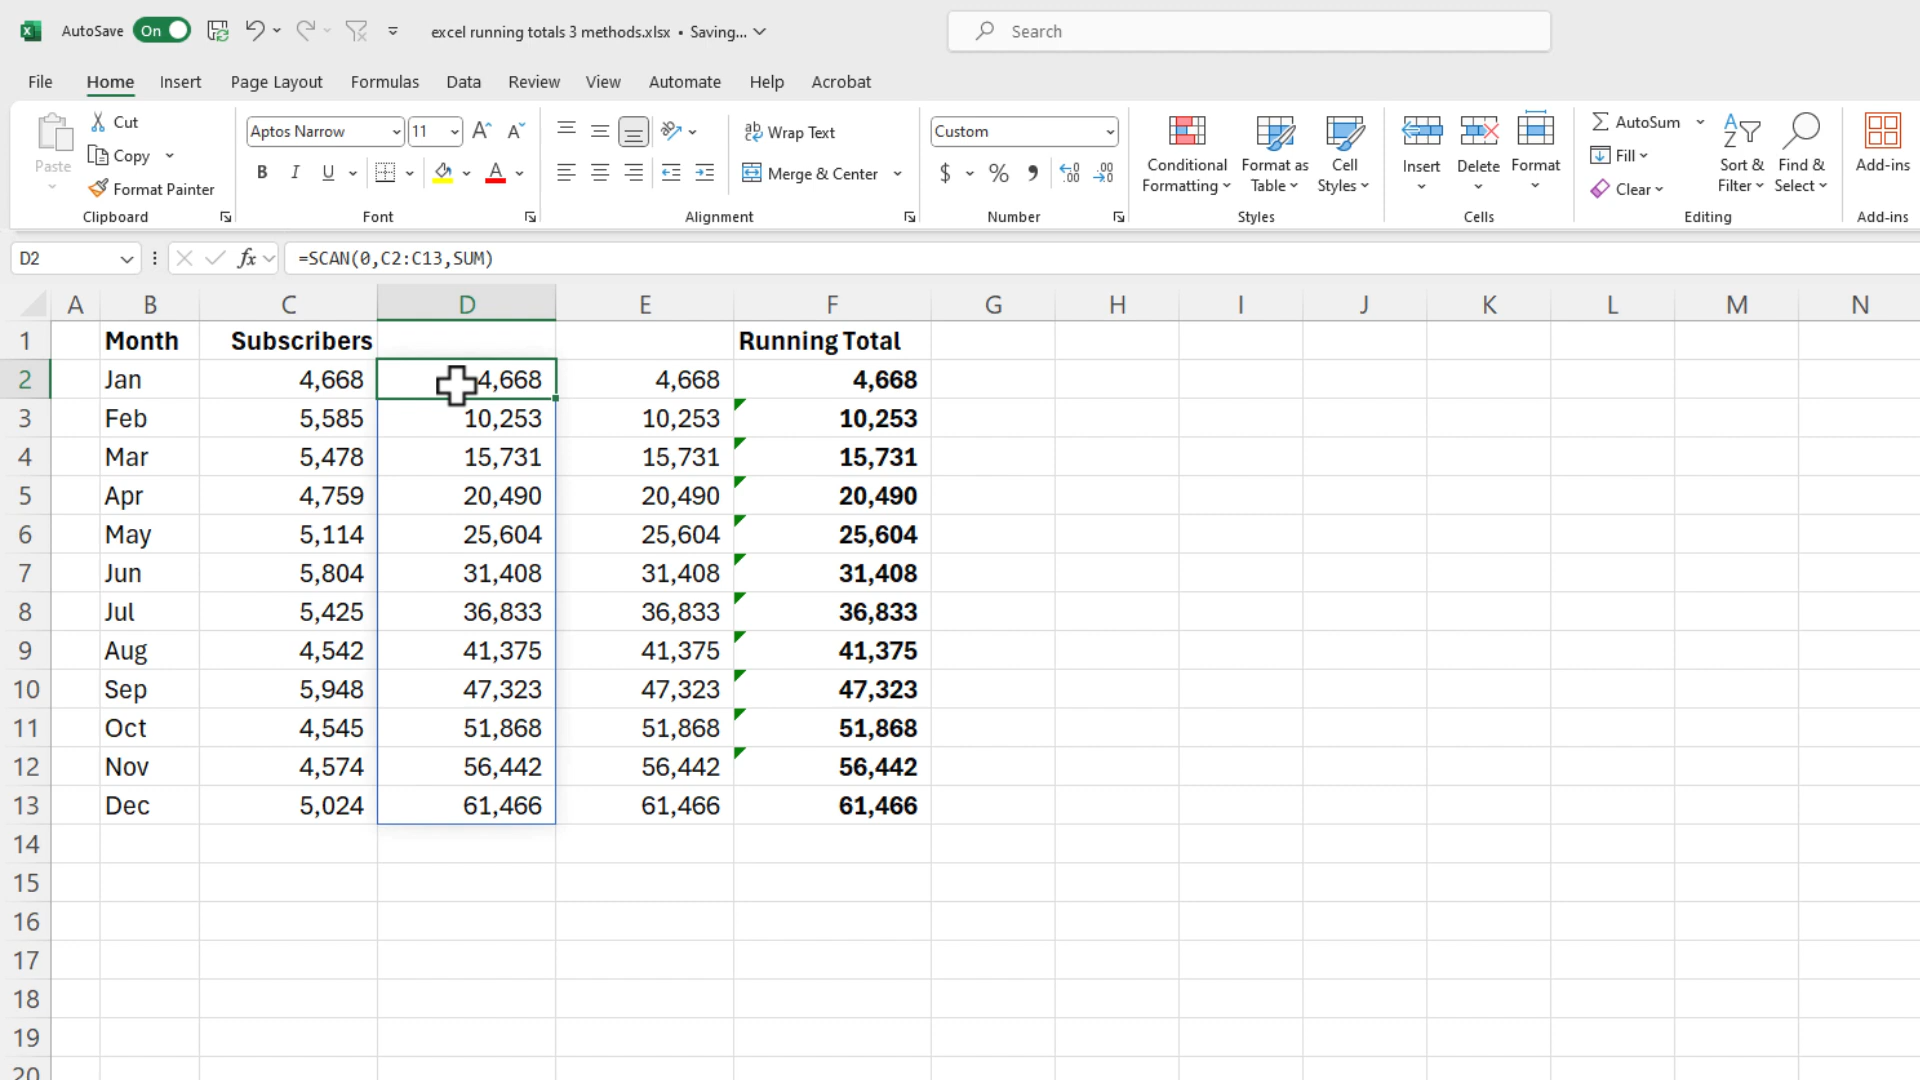 AutoSave On excel running totals 3 methods.xlsx • Saving... Search
File Home Insert Page Layout Formulas Data Review View Automate Help Acrobat
Paste
Cut
Copy
Format Painter
Clipboard
Aptos Narrow 11
B I U A
Font
Wrap Text
Merge & Center
Alignment
Custom
$ % 9
Number
Conditional Formatting
Format as Table
Cell Styles
Styles
Insert Delete Format
Cells
AutoSum
Fill
Clear
Sort & Filter
Find & Select
Editing
Add-ins
Add-ins
D2 fx =SCAN(0,C2:C13,SUM)
A B C D E F G H I J K L M N
1 Month Subscribers Running Total
2 Jan 4,668 4,668 4,668 4,668
3 Feb 5,585 10,253 10,253 10,253
4 Mar 5,478 15,731 15,731 15,731
5 Apr 4,759 20,490 20,490 20,490
6 May 5,114 25,604 25,604 25,604
7 Jun 5,804 31,408 31,408 31,408
8 Jul 5,425 36,833 36,833 36,833
9 Aug 4,542 41,375 41,375 41,375
10 Sep 5,948 47,323 47,323 47,323
11 Oct 4,545 51,868 51,868 51,868
12 Nov 4,574 56,442 56,442 56,442
13 Dec 5,024 61,466 61,466 61,466
14
15
16
17
18
19
20